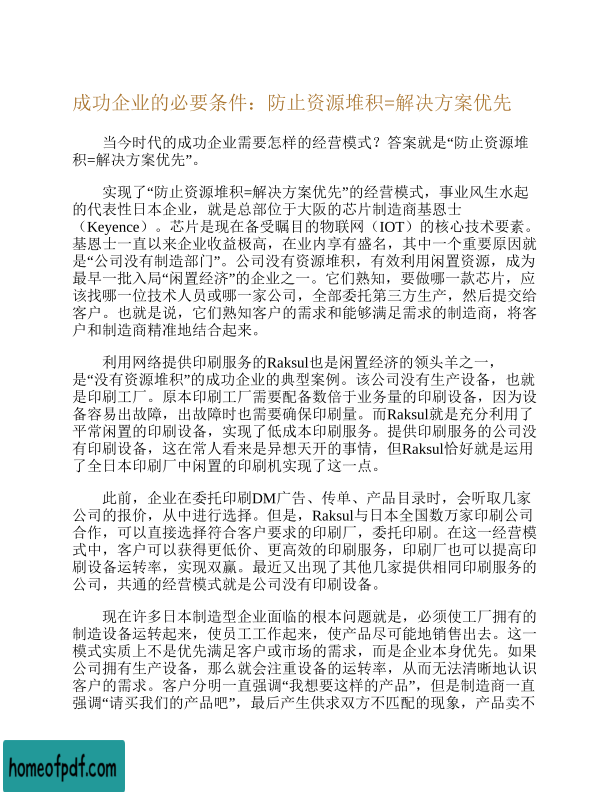 成功企业的必要条件：防止资源堆积=解决方案优先
当今时代的成功企业需要怎样的经营模式？答案就是“防止资源堆
积=解决方案优先”。
实现了“防止资源堆积=解决方案优先”的经营模式，事业风生水起
的代表性日本企业，就是总部位于大阪的芯片制造商基恩士
（Keyence）。芯片是现在备受瞩目的物联网（IOT）的核心技术要素。
基恩士一直以来企业收益极高，在业内享有盛名，其中一个重要原因就
是“公司没有制造部门”。公司没有资源堆积，有效利用闲置资源，成为
最早一批入局“闲置经济”的企业之一。它们熟知，要做哪一款芯片，应
该找哪一位技术人员或哪一家公司，全部委托第三方生产，然后提交给
客户。也就是说，它们熟知客户的需求和能够满足需求的制造商，将客
户和制造商精准地结合起来。
利用网络提供印刷服务的Raksul也是闲置经济的领头羊之一，
是“没有资源堆积”的成功企业的典型案例。该公司没有生产设备，也就
是印刷工厂。原本印刷工厂需要配备数倍于业务量的印刷设备，因为设
备容易出故障，出故障时也需要确保印刷量。而Raksul就是充分利用了
平常闲置的印刷设备，实现了低成本印刷服务。提供印刷服务的公司没
有印刷设备，这在常人看来是异想天开的事情，但Raksul恰好就是运用
了全日本印刷厂中闲置的印刷机实现了这一点。
此前，企业在委托印刷DM广告、传单、产品目录时，会听取几家
公司的报价，从中进行选择。但是，Raksul与日本全国数万家印刷公司
合作，可以直接选择符合客户要求的印刷厂，委托印刷。在这一经营模
式中，客户可以获得更低价、更高效的印刷服务，印刷厂也可以提高印
刷设备运转率，实现双赢。最近又出现了其他几家提供相同印刷服务的
公司，共通的经营模式就是公司没有印刷设备。
现在许多日本制造型企业面临的根本问题就是，必须使工厂拥有的
制造设备运转起来，使员工工作起来，使产品尽可能地销售出去。这一
模式实质上不是优先满足客户或市场的需求，而是企业本身优先。如果
公司拥有生产设备，那么就会注重设备的运转率，从而无法清晰地认识
客户的需求。客户分明一直强调“我想要这样的产品”，但是制造商一直
强调“请买我们的产品吧”，最后产生供求双方不匹配的现象，产品卖不
homeofpdf.com